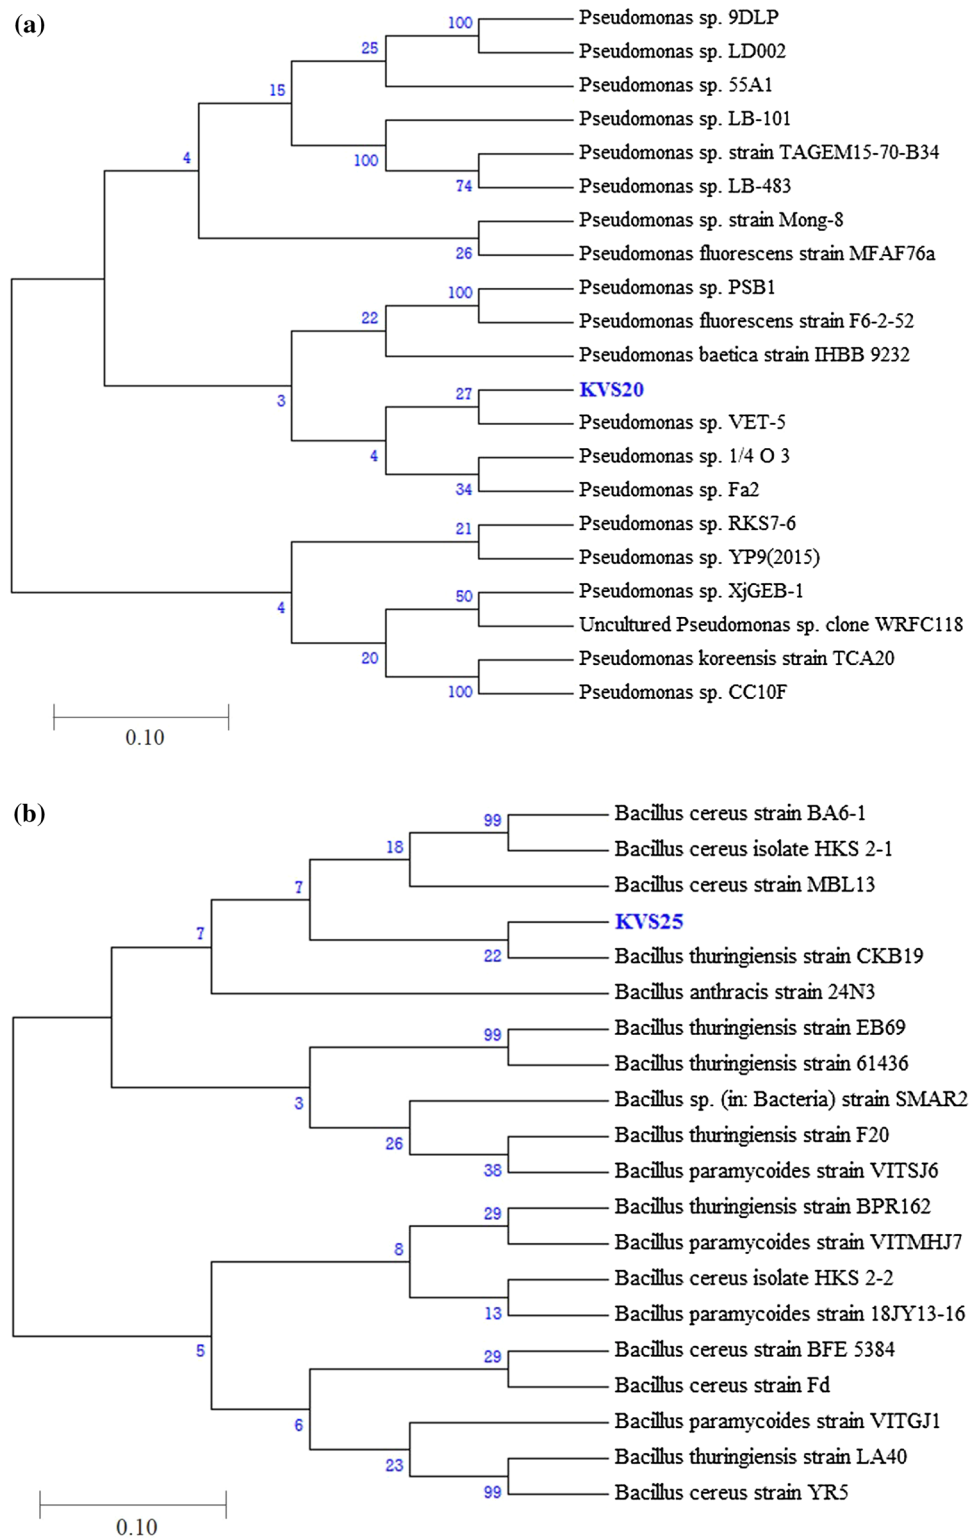 (a)
100
Pseudomonas sp. 9DLP
25
Pseudomonas sp. LD002
15
Pseudomonas sp. 55A1
Pseudomonas sp. LB-101
4
100
Pseudomonas sp. strain TAGEM15-70-B34
74
Pseudomonas sp. LB-483
Pseudomonas sp. strain Mong-8
26
Pseudomonas fluorescens strain MFAF76a
100
Pseudomonas sp. PSB1
22
Pseudomonas fluorescens strain F6-2-52
Pseudomonas baetica strain IHBB 9232
3
27
KVS20
Pseudomonas sp. VET-5
4
Pseudomonas sp. 1/4 O 3
34
Pseudomonas sp. Fa2
21
Pseudomonas sp. RKS7-6
Pseudomonas sp. YP9(2015)
4
50
Pseudomonas sp. XjGEB-1
Uncultured Pseudomonas sp. clone WRFC118
20
Pseudomonas koreensis strain TCA20
100
Pseudomonas sp. CC10F
0.10
(b)
99
Bacillus cereus strain BA6-1
18
Bacillus cereus isolate HKS 2-1
7
Bacillus cereus strain MBL13
7
KVS25
22
Bacillus thuringiensis strain CKB19
Bacillus anthracis strain 24N3
99
Bacillus thuringiensis strain EB69
Bacillus thuringiensis strain 61436
3
Bacillus sp. (in: Bacteria) strain SMAR2
26
Bacillus thuringiensis strain F20
38
Bacillus paramycoides strain VITSJ6
29
Bacillus thuringiensis strain BPR162
8
Bacillus paramycoides strain VITMHJ7
Bacillus cereus isolate HKS 2-2
13
Bacillus paramycoides strain 18JY13-16
5
29
Bacillus cereus strain BFE 5384
Bacillus cereus strain Fd
6
Bacillus paramycoides strain VITGJ1
23
Bacillus thuringiensis strain LA40
99
Bacillus cereus strain YR5
0.10